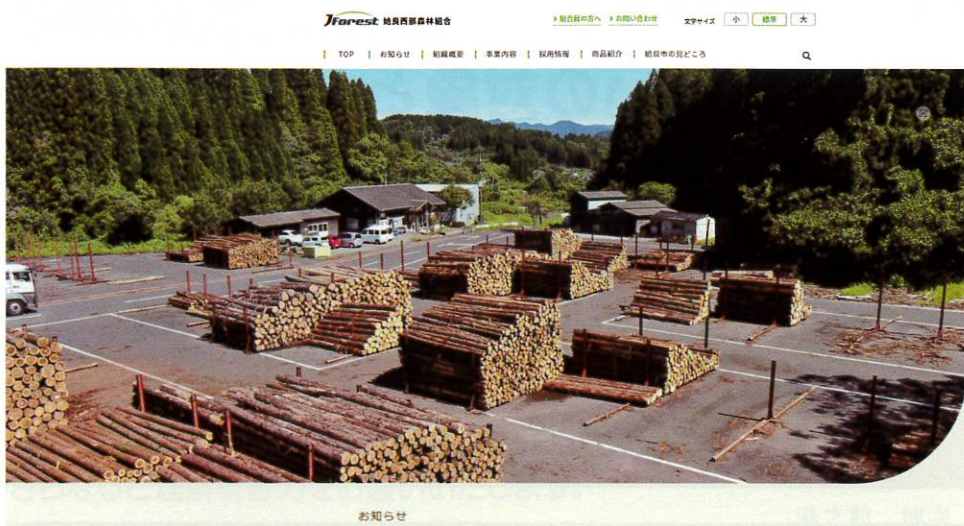 JForest 姶良西部森林組合
> 組合員の方へ > お問い合わせ 文字サイズ 小 標準 大
TOP お知らせ 組織概要 事業内容 採用情報 商品紹介 姶良市の見どころ
お知らせ